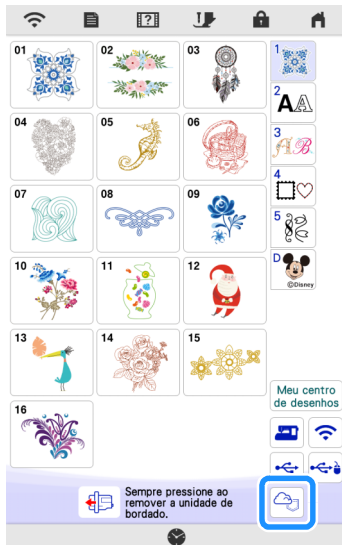 01
02
03
1
2
AA
04
05
06
3
AB
4
5
07
08
09
D
©Disney
10
11
12
13
14
15
Meu centro
de desenhos
16
Sempre pressione ao
remover a unidade de
bordado.